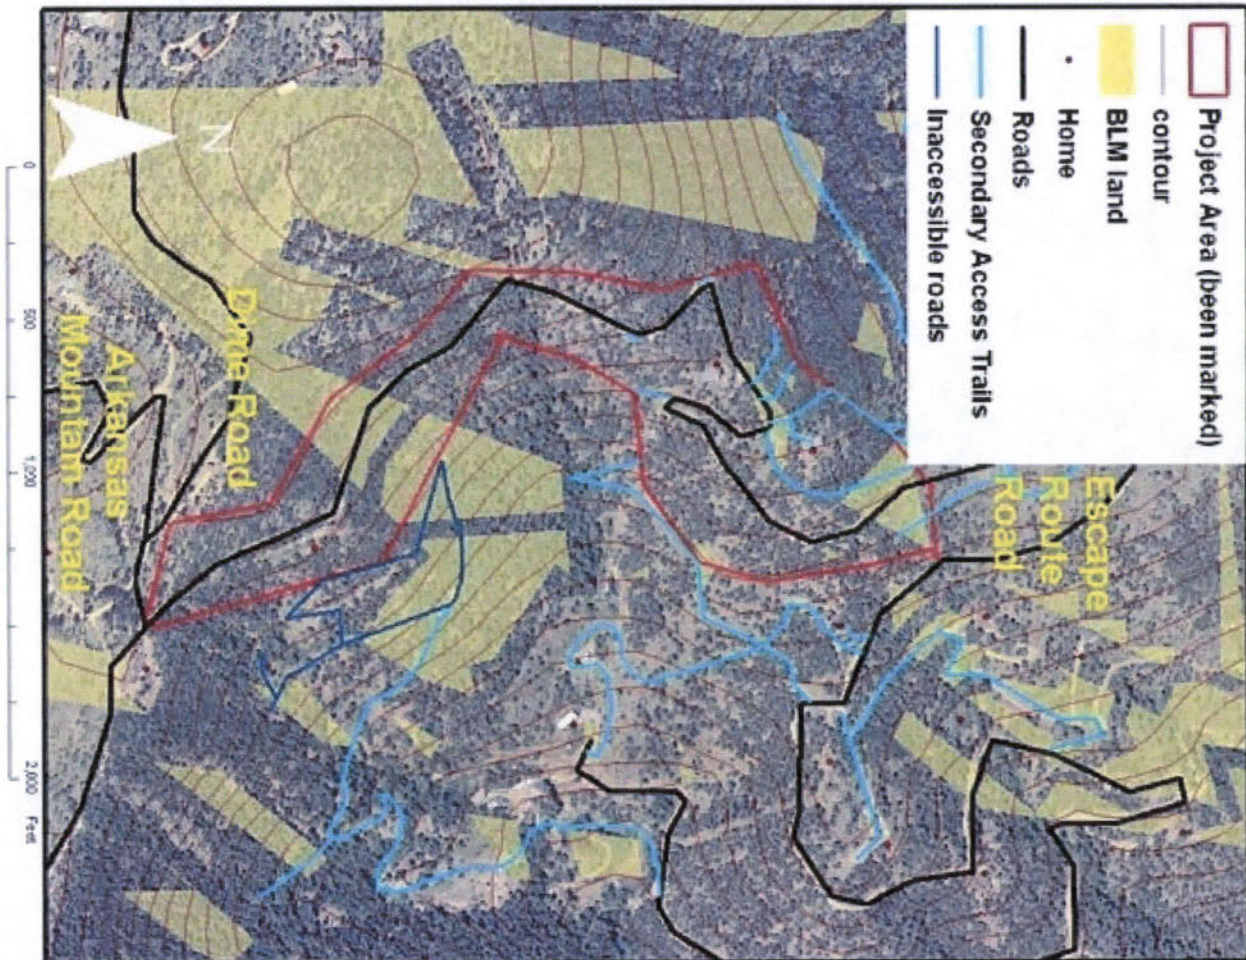 Project Area (been marked)
contour
BLM land
Home
Roads
Secondary Access Trails
Inaccessible roads
Escape
Route
Road
Dixie Road
Arkansas
Mountain Road
N
0
500
1,000
2,000
Feet